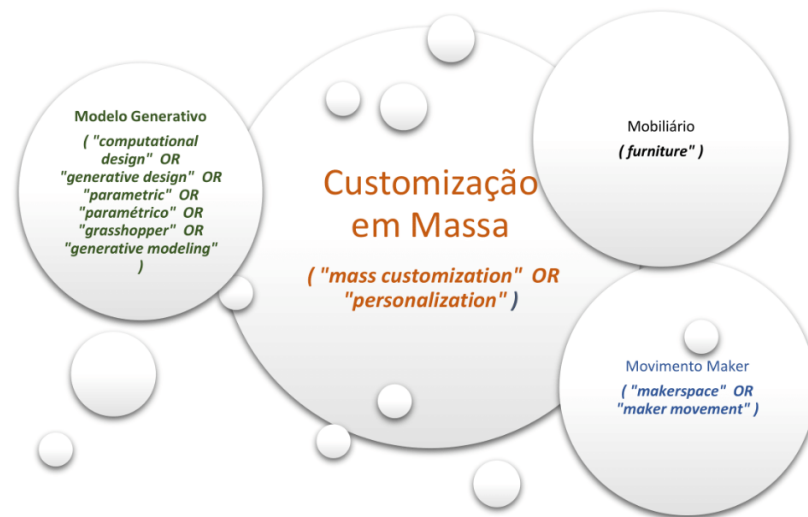 Modelo Generativo
( "computational
design" OR
"generative design" OR
"parametric" OR
"paramétrico" OR
"grasshopper" OR
"generative modeling"
)
Customização
em Massa
( "mass customization" OR
"personalization" )
Mobiliário
( furniture" )
Movimento Maker
( "makerspace" OR
"maker movement" )